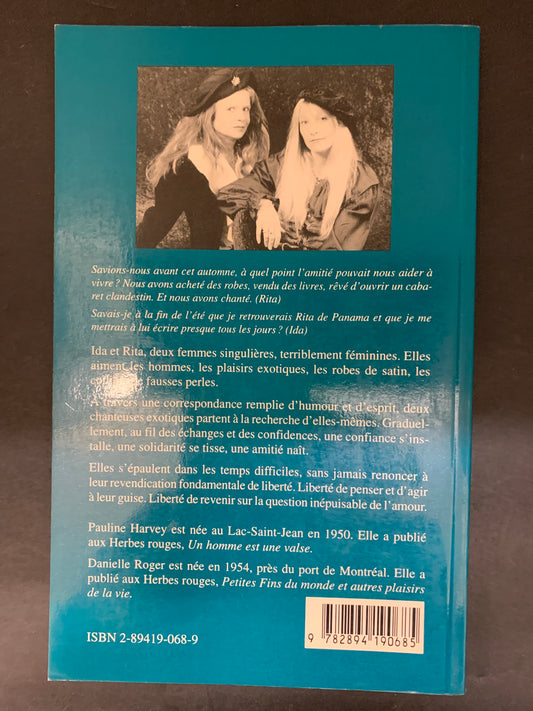 Savions-nous avant cet automne, à quel point l'amitié pouvait nous aider à
vivre ? Nous avons acheté des robes, vendu des livres, rêvé d'ouvrir un caba-
ret clandestin. Et nous avons chanté. (Rita)
Savais-je à la fin de l'été que je retrouverais Rita de Panama et que je me
mettrais à lui écrire presque tous les jours ? (Ida)
Ida et Rita, deux femmes singulières, terriblement féminines. Elles
aiment les hommes, les plaisirs exotiques, les robes de satin, les
fausses perles.
À travers une correspondance remplie d'humour et d'esprit, deux
chanteuses exotiques partent à la recherche d'elles-mêmes. Graduel-
lement, au fil des échanges et des confidences, une confiance s'ins-
talle, une solidarité se tisse, une amitié naît.
Elles s'épaulent dans les temps difficiles, sans jamais renoncer à
leur revendication fondamentale de liberté. Liberté de penser et d'agir
à leur guise. Liberté de revenir sur la question inépuisable de l'amour.
Pauline Harvey est née au Lac-Saint-Jean en 1950. Elle a publié
aux Herbes rouges, Un homme est une valse.
Danielle Roger est née en 1954, près du port de Montréal. Elle a
publié aux Herbes rouges, Petites Fins du monde et autres plaisirs
de la vie.
ISBN 2-89419-068-9
9 782894 190685